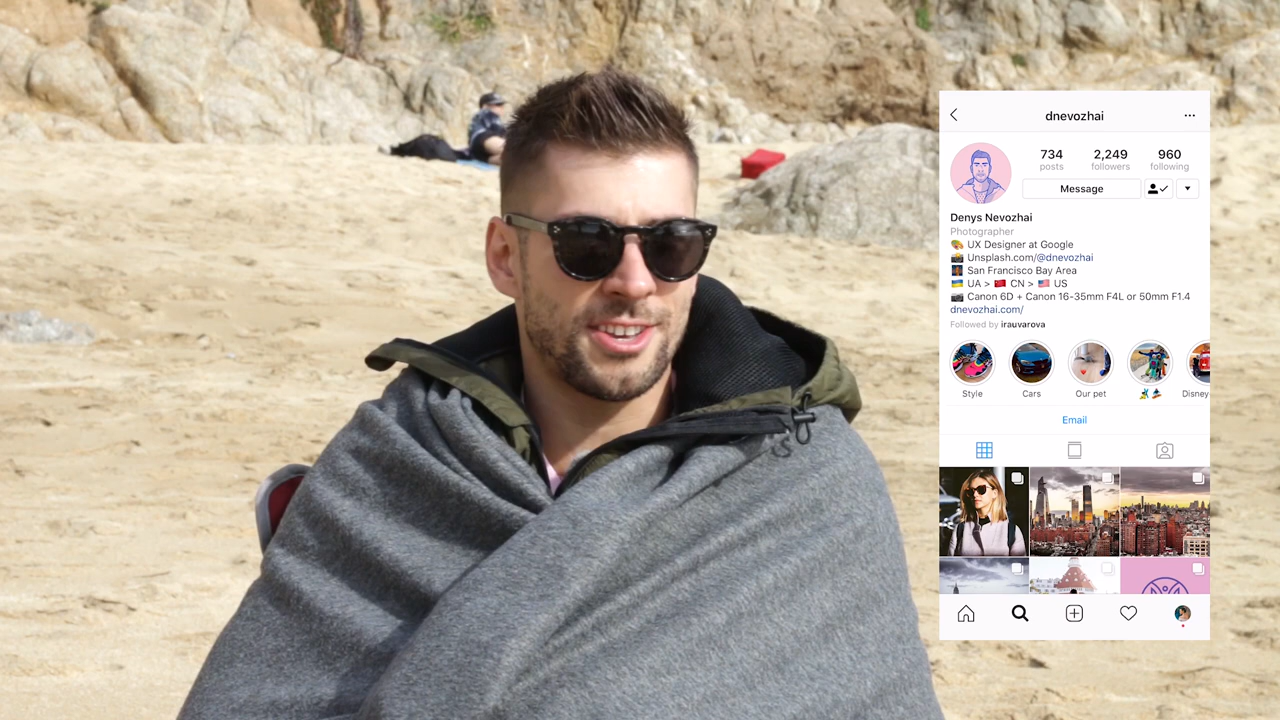 dnevozhai
734 2,249 960
posts followers following
Message
Denys Nevozhai
Photographer
🎨 UX Designer at Google
📸 Unsplash.com/@dnevozhai
🌉 San Francisco Bay Area
🇺🇦 UA > 🇨🇳 CN > 🇺🇸 US
📷 Canon 6D + Canon 16-35mm F4L or 50mm F1.4
dnevozhai.com/
Followed by irauvarova
Style Cars Our pet Disney
Email